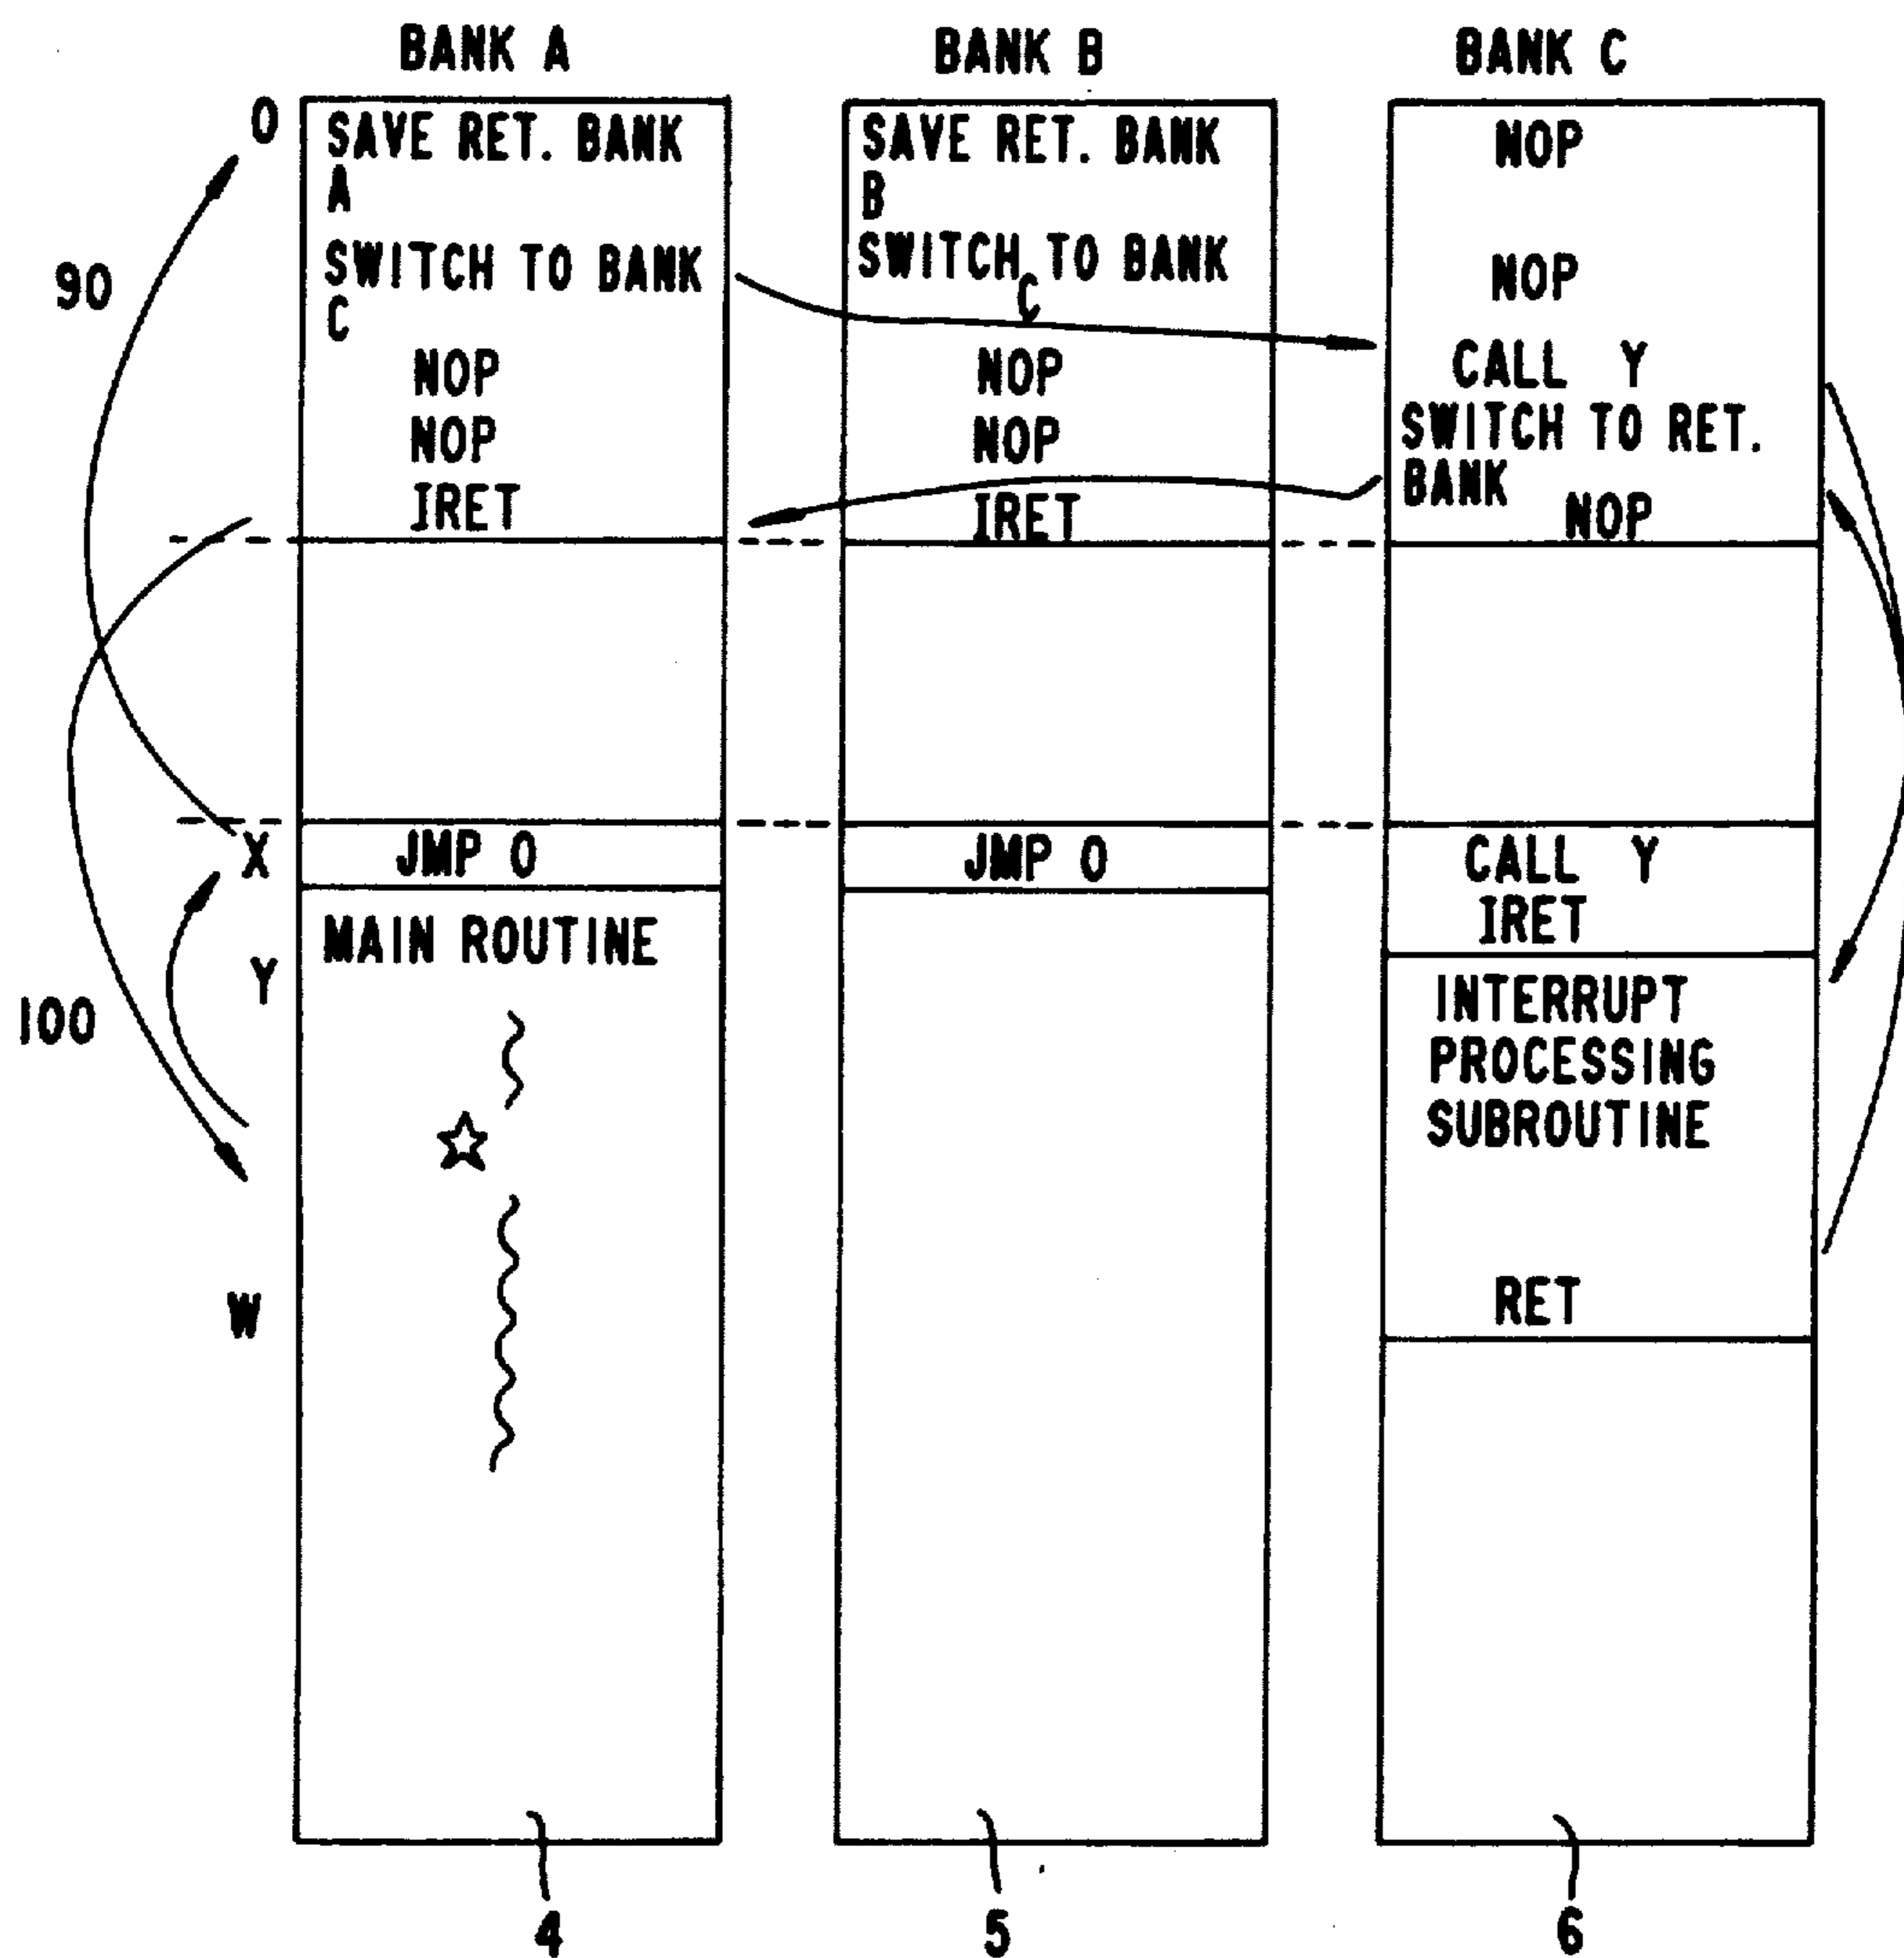 BANK A
BANK B
BANK C
0
SAVE RET. BANK
A
SWITCH TO BANK
C
NOP
NOP
IRET
SAVE RET. BANK
B
SWITCH TO BANK
C
NOP
NOP
IRET
NOP
NOP
CALL Y
SWITCH TO RET.
BANK
NOP
90
X
JMP 0
JMP 0
CALL Y
IRET
Y
100
W
MAIN ROUTINE
INTERRUPT
PROCESSING
SUBROUTINE
RET
4
5
6